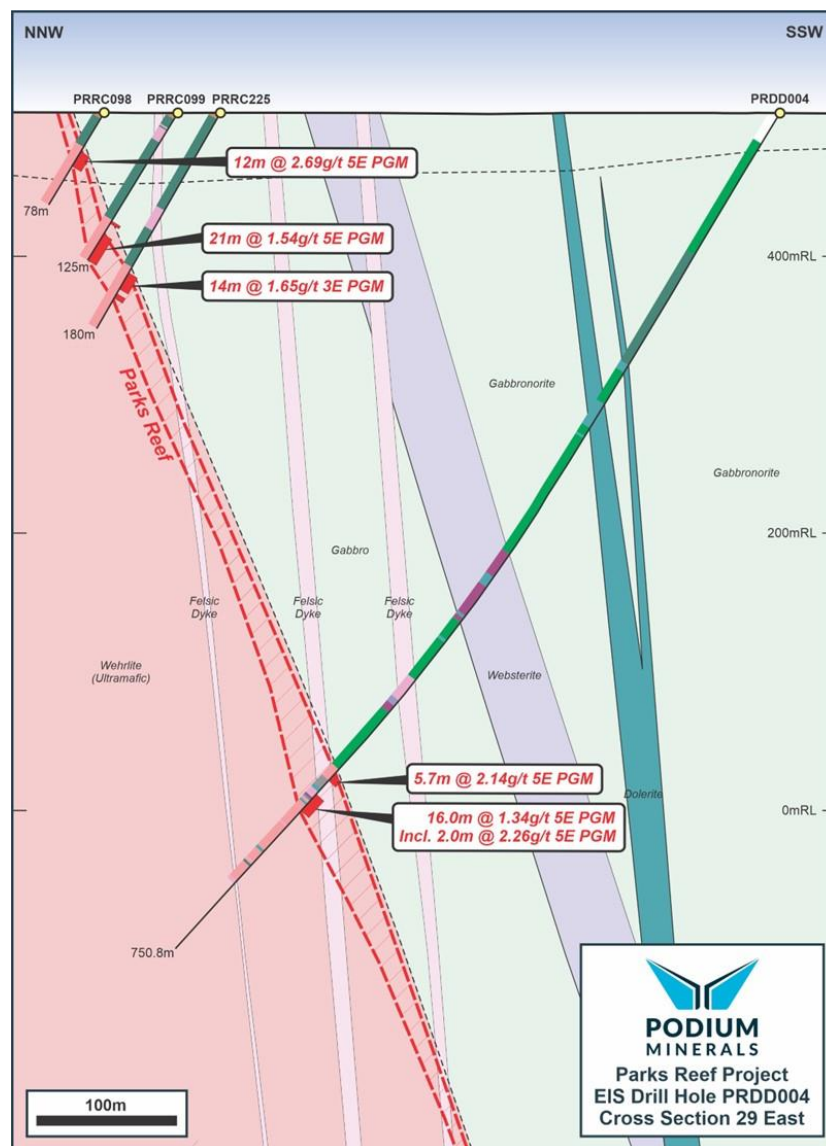 NNW
SSW
PRRC098
PRRC099
PRRC225
PRDD004
12m @ 2.69g/t 5E PGM
78m
21m @ 1.54g/t 5E PGM
400mRL
125m
14m @ 1.65g/t 3E PGM
180m
Parks Reef
Gabbronorite
Gabbronorite
200mRL
Gabbro
Felsic
Dyke
Felsic
Dyke
Felsic
Dyke
Wehrlite
(Ultramafic)
Websterite
5.7m @ 2.14g/t 5E PGM
Dolerite
0mRL
16.0m @ 1.34g/t 5E PGM
Incl. 2.0m @ 2.26g/t 5E PGM
750.8m
PODIUM
MINERALS
Parks Reef Project
EIS Drill Hole PRDD004
Cross Section 29 East
100m